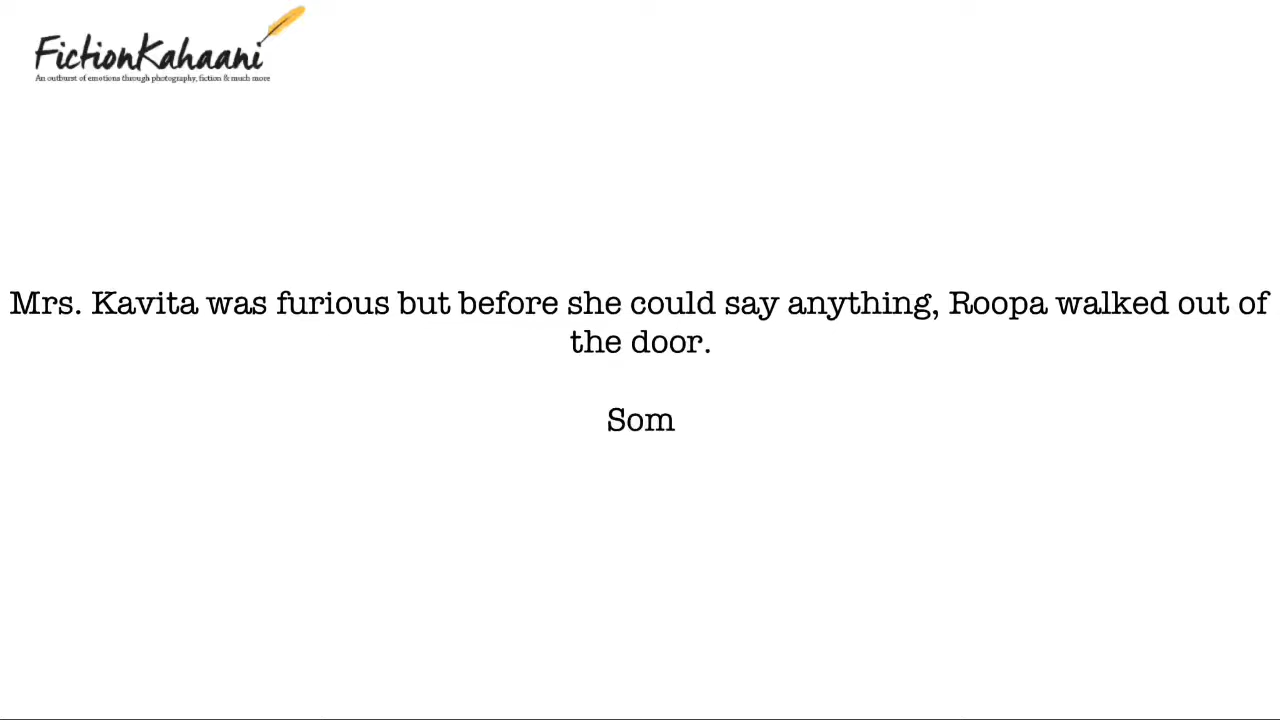 FictionKahaani
An outburst of emotions through photography, fiction & much more
Mrs. Kavita was furious but before she could say anything, Roopa walked out of
the door.
Som